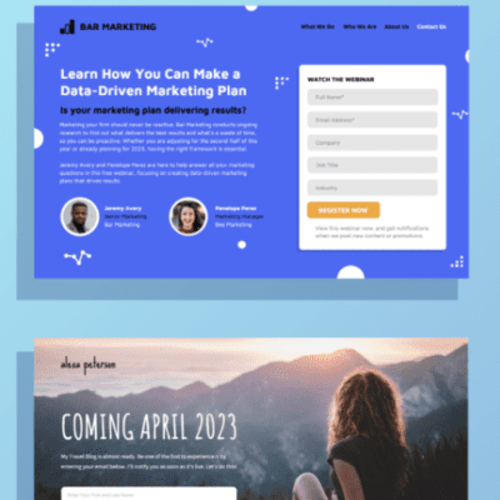 BAR MARKETING
What We Do Who We Are About Us Contact Us
Learn How You Can Make a
Data-Driven Marketing Plan
Is your marketing plan delivering results?
Marketing your firm should never be reactive. Bar Marketing conducts ongoing
research to find out what delivers the best results and what's a waste of time,
so you can be proactive. Whether you are adjusting for the second half of this
year or already planning for 2023, having the right framework is essential.
Jeremy Avery and Penelope Perez are here to help answer all your marketing
questions in this free webinar, focusing on creating data-driven marketing
plans that drives results.
Jeremy Avery
Marketing
Bar Marketing
Penelope Perez
Marketing Manager
Marketing
WATCH THE WEBINAR
Full Name*
Email Address*
Company
Job Title
Industry
REGISTER NOW
View this webinar now, and get notifications
when we post new content or promotions.
alexa peterson
COMING APRIL 2023
My Travel Blog is almost ready. Be one of the first to experience it by
entering your email below. I'll notify you as soon as it's live. Let's do this!
Enter Your First and Last Name